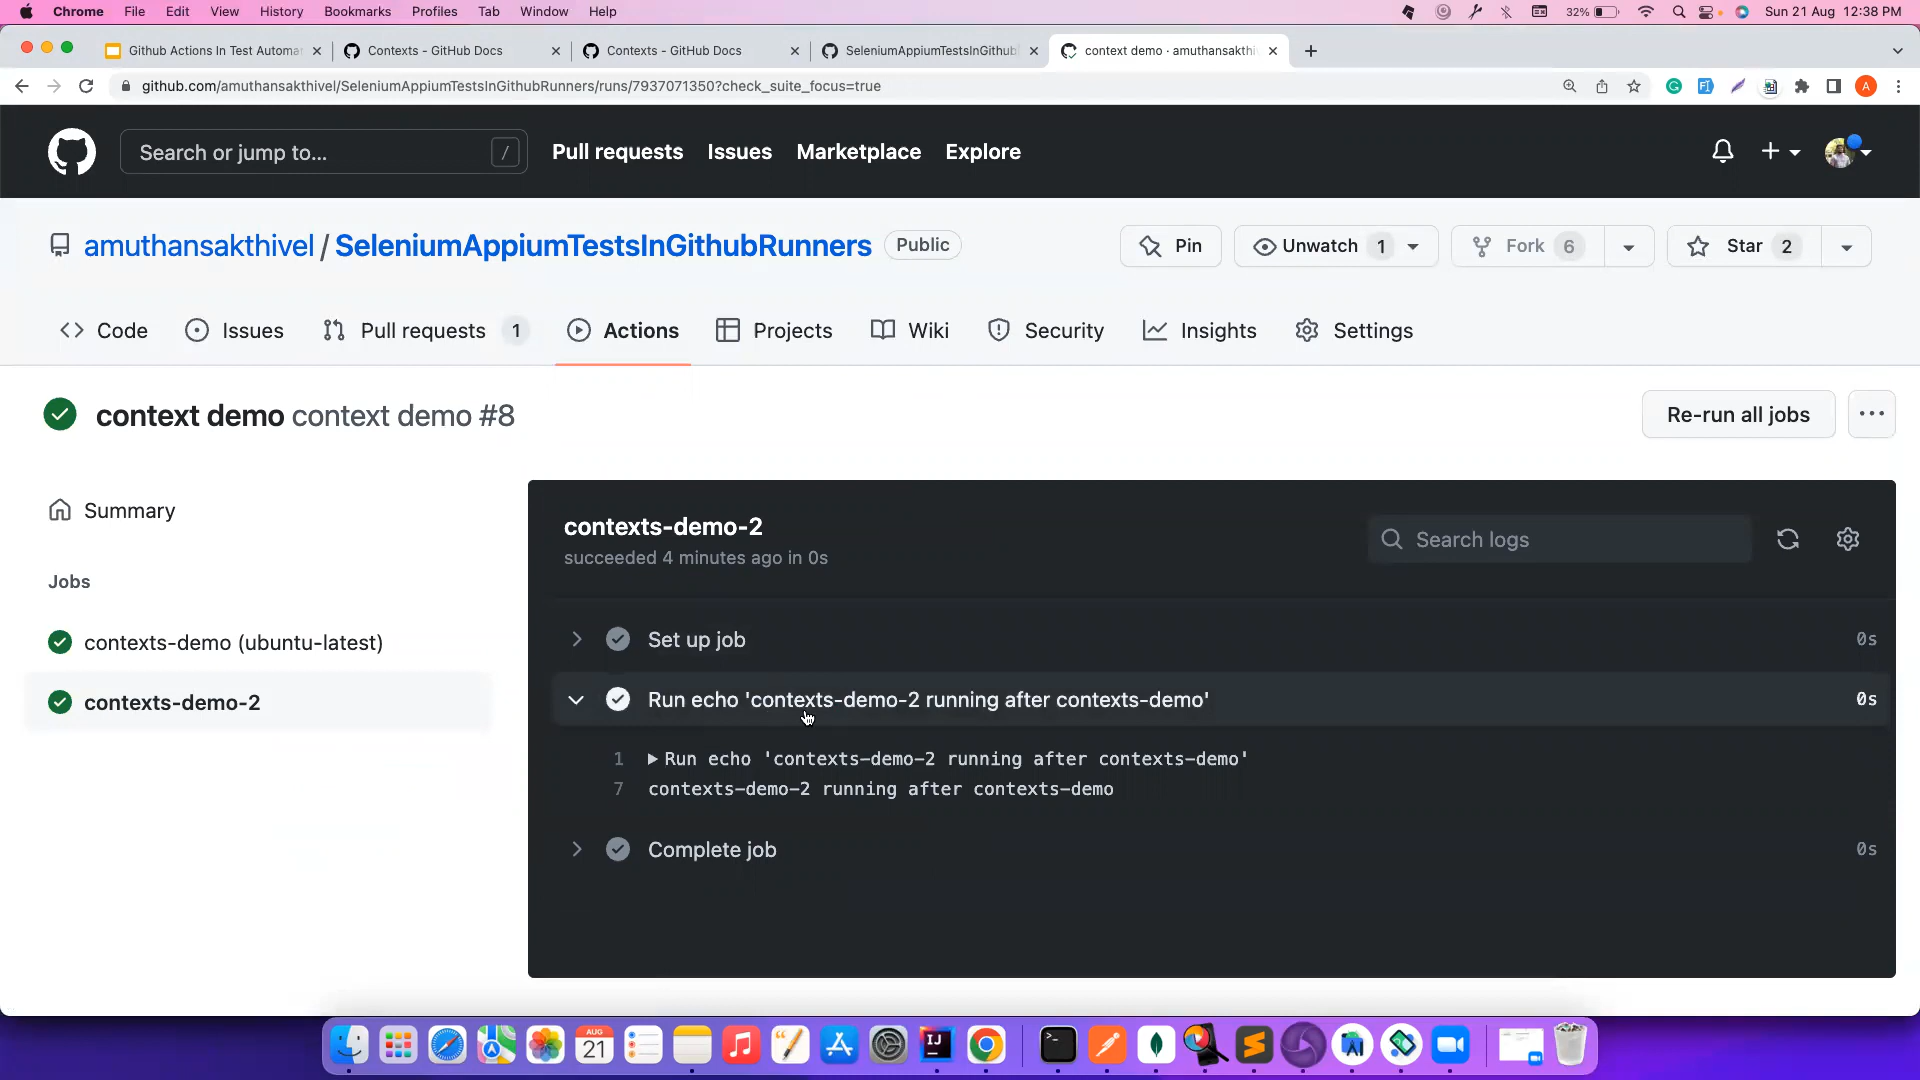 Chrome File Edit View History Bookmarks Profiles Tab Window Help 32% Sun 21 Aug 12:38 PM
Github Actions In Test Automat Contexts - GitHub Docs Contexts - GitHub Docs SeleniumAppiumTestsInGithub context demo · amuthansakthi
github.com/amuthansakthivel/SeleniumAppiumTestsInGithubRunners/runs/7937071350?check_suite_focus=true A
Search or jump to... / Pull requests Issues Marketplace Explore
amuthansakthivel / SeleniumAppiumTestsInGithubRunners Public Pin Unwatch 1 Fork 6 Star 2
Code Issues Pull requests 1 Actions Projects Wiki Security Insights Settings
context demo context demo #8 Re-run all jobs
Summary
Jobs
contexts-demo (ubuntu-latest)
contexts-demo-2
contexts-demo-2
succeeded 4 minutes ago in 0s
Search logs
Set up job 0s
Run echo 'contexts-demo-2 running after contexts-demo' 0s
1 Run echo 'contexts-demo-2 running after contexts-demo'
7 contexts-demo-2 running after contexts-demo
Complete job 0s
AUG
21
IJ